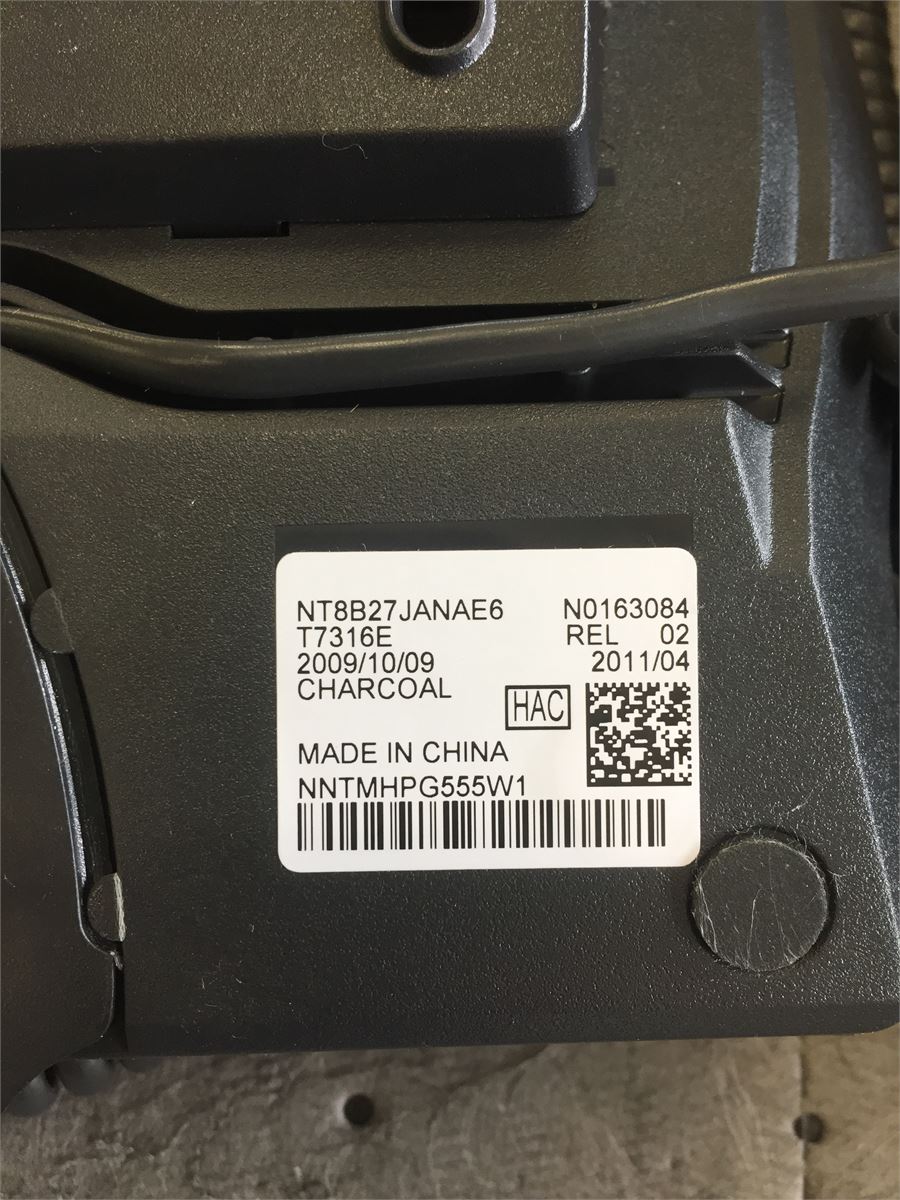 NT8B27JANAE6 N0163084
T7316E REL 02
2009/10/09 2011/04
CHARCOAL
HAC
MADE IN CHINA
NNTMHPG555W1